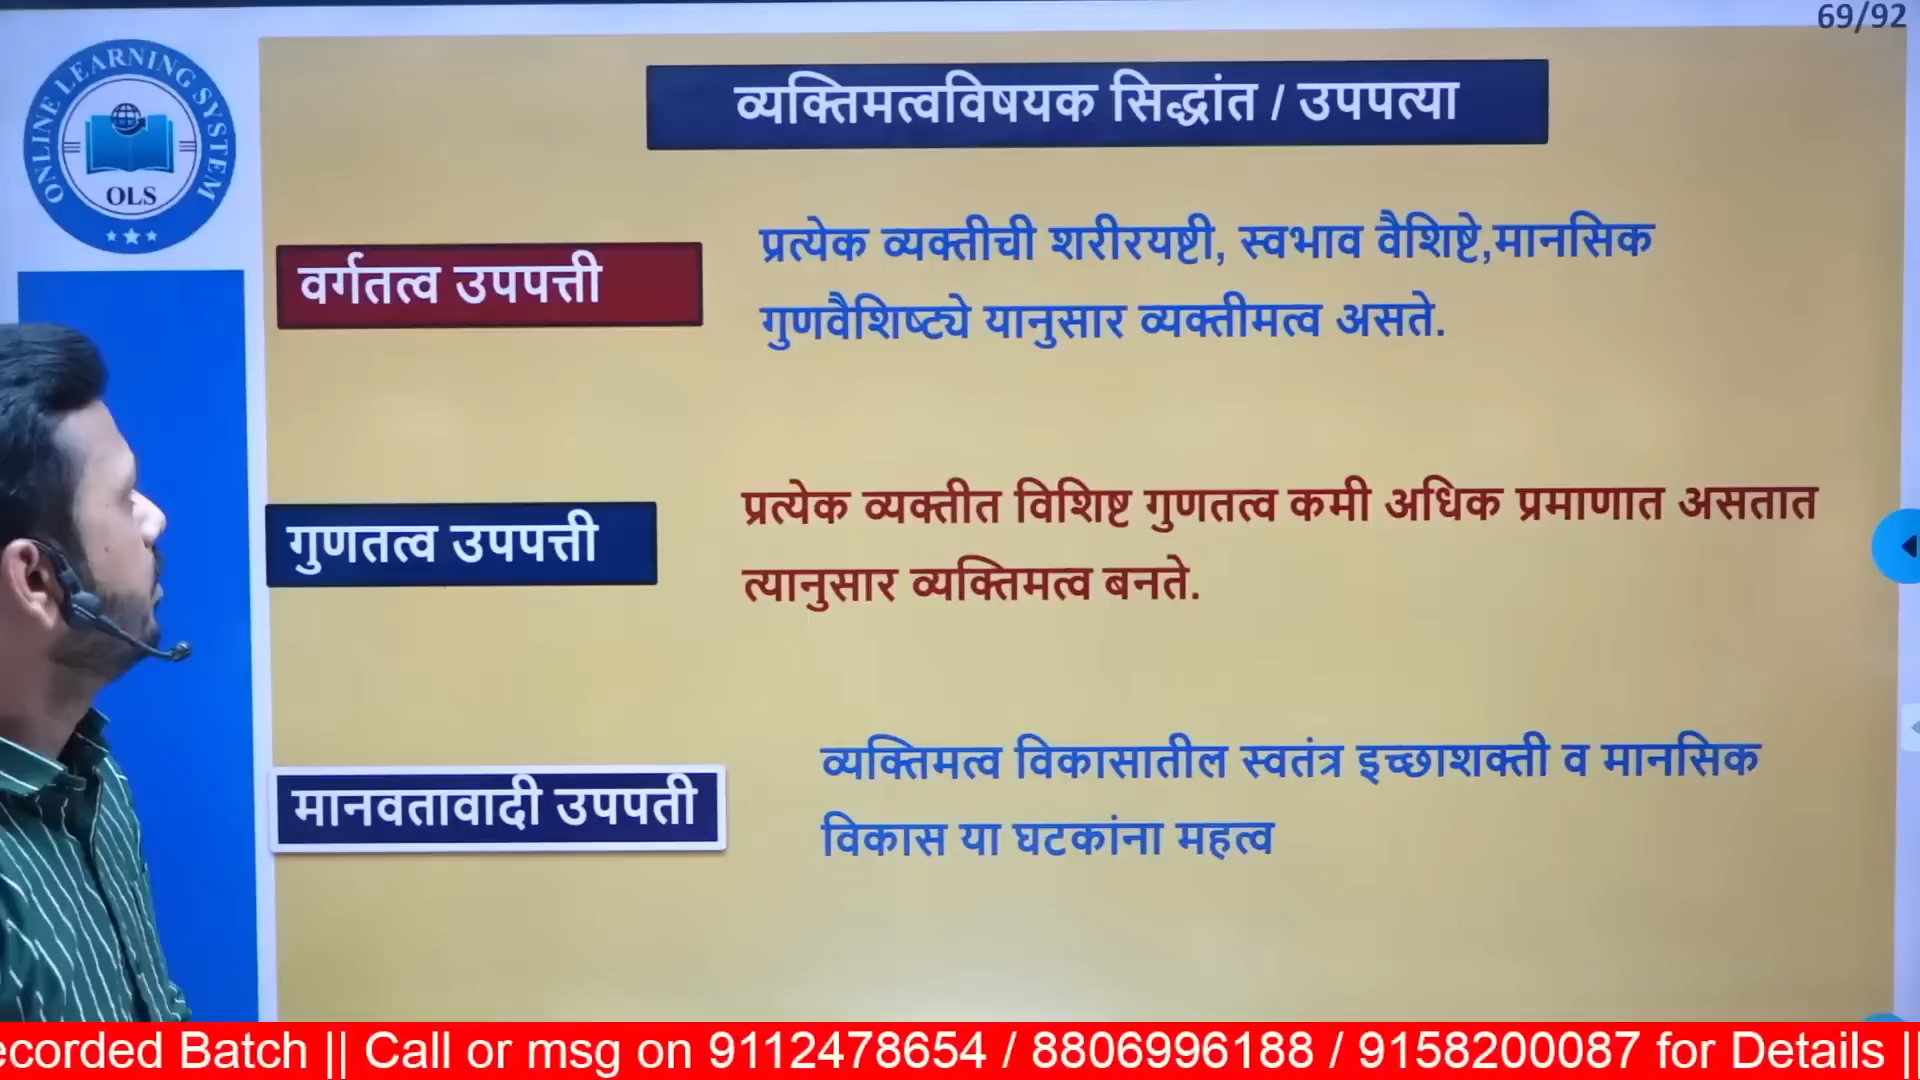 69/92
ONLINE LEARNING SYSTEM
OLS
व्यक्तिमत्वविषयक सिद्धांत / उपपत्या
वर्गतत्व उपपत्ती
प्रत्येक व्यक्तीची शरीरयष्टी, स्वभाव वैशिष्टे,मानसिक
गुणवैशिष्ट्ये यानुसार व्यक्तीमत्व असते.
गुणतत्व उपपत्ती
प्रत्येक व्यक्तीत विशिष्ट गुणतत्व कमी अधिक प्रमाणात असतात
त्यानुसार व्यक्तिमत्व बनते.
मानवतावादी उपपती
व्यक्तिमत्व विकासातील स्वतंत्र इच्छाशक्ती व मानसिक
विकास या घटकांना महत्व
ecorded Batch || Call or msg on 9112478654 / 8806996188 / 9158200087 for Details ||